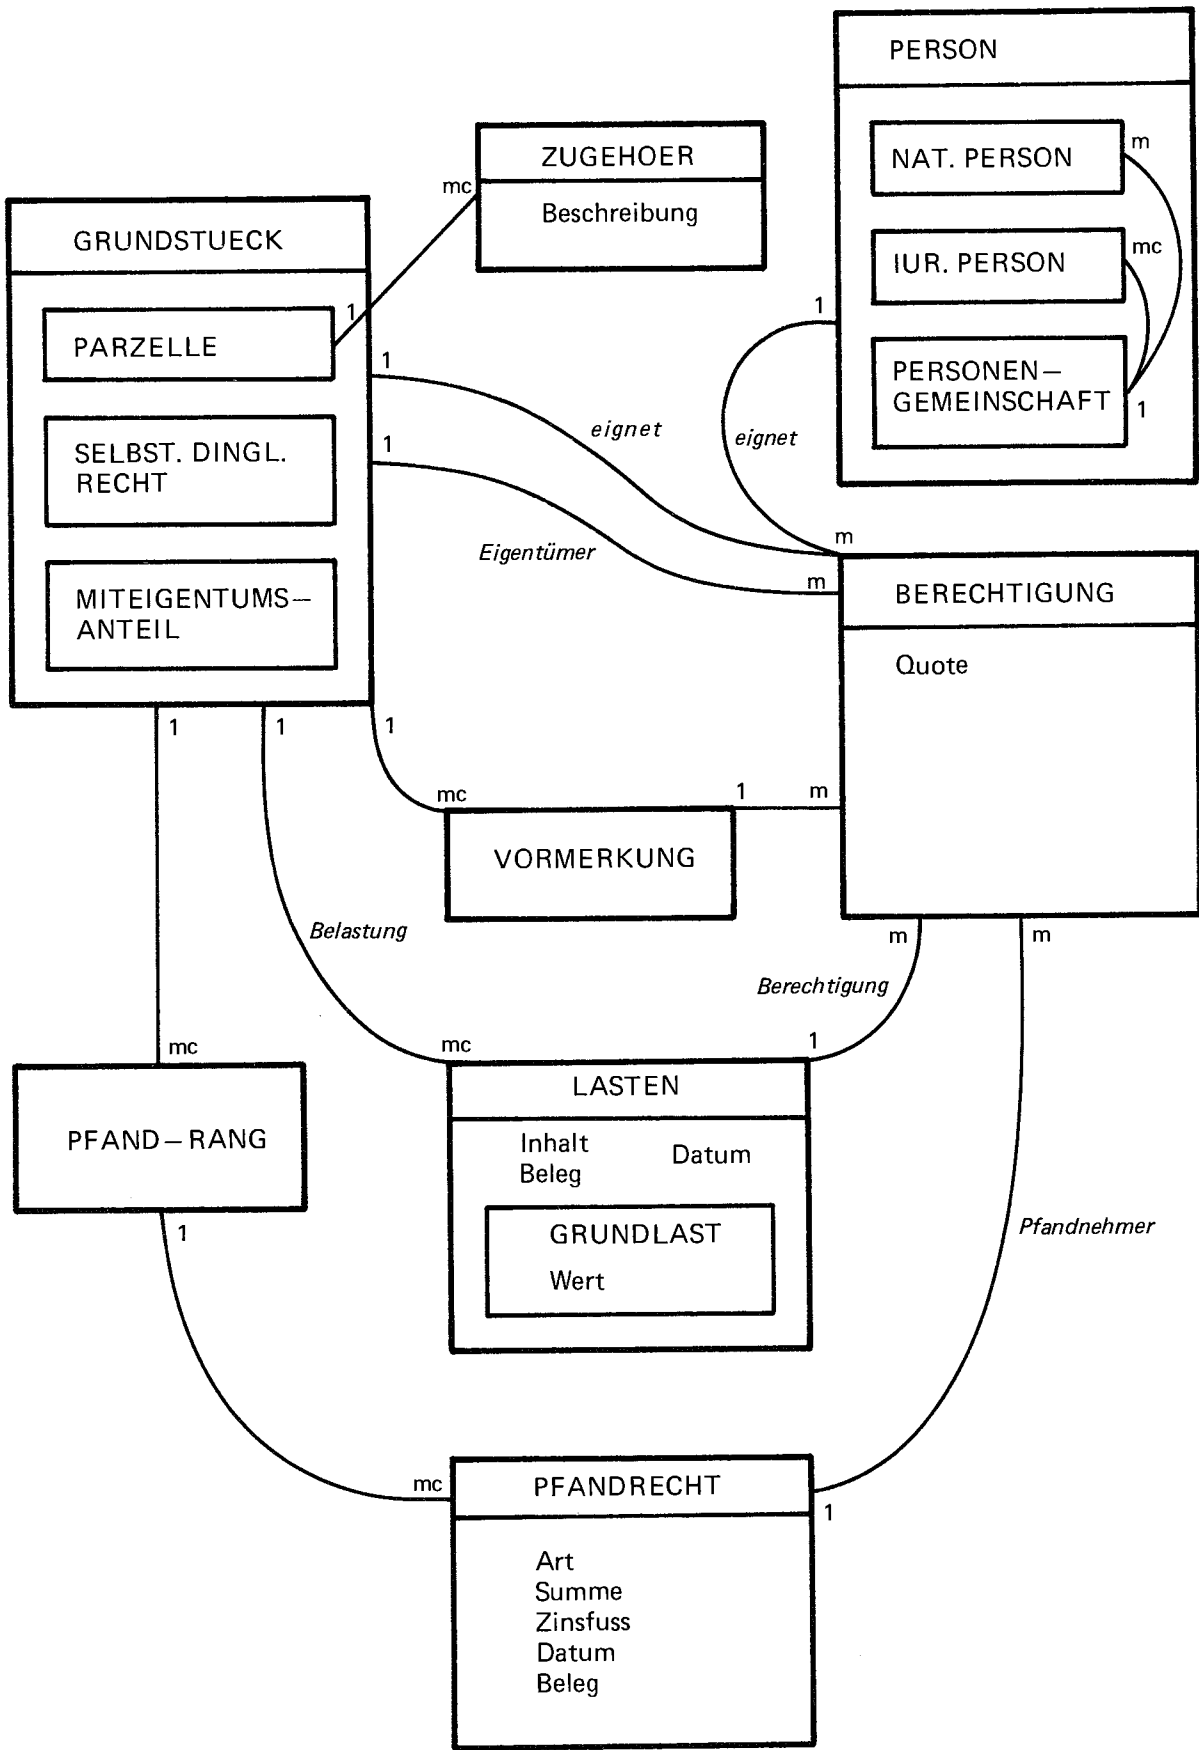 PERSON
NAT. PERSON
m
IUR. PERSON
mc
PERSONEN–
GEMEINSCHAFT
1
ZUGEHOER
mc
Beschreibung
GRUNDSTUECK
1
PARZELLE
SELBST. DINGL.
RECHT
MITEIGENTUMS–
ANTEIL
1
eignet
1
eignet
m
1
Eigentümer
m
BERECHTIGUNG
Quote
1
1
1
mc
1
m
VORMERKUNG
Belastung
m
m
Berechtigung
mc
mc
1
LASTEN
Inhalt
Datum
Beleg
GRUNDLAST
Wert
PFAND–RANG
1
Pfandnehmer
mc
PFANDRECHT
1
Art
Summe
Zinsfuss
Datum
Beleg